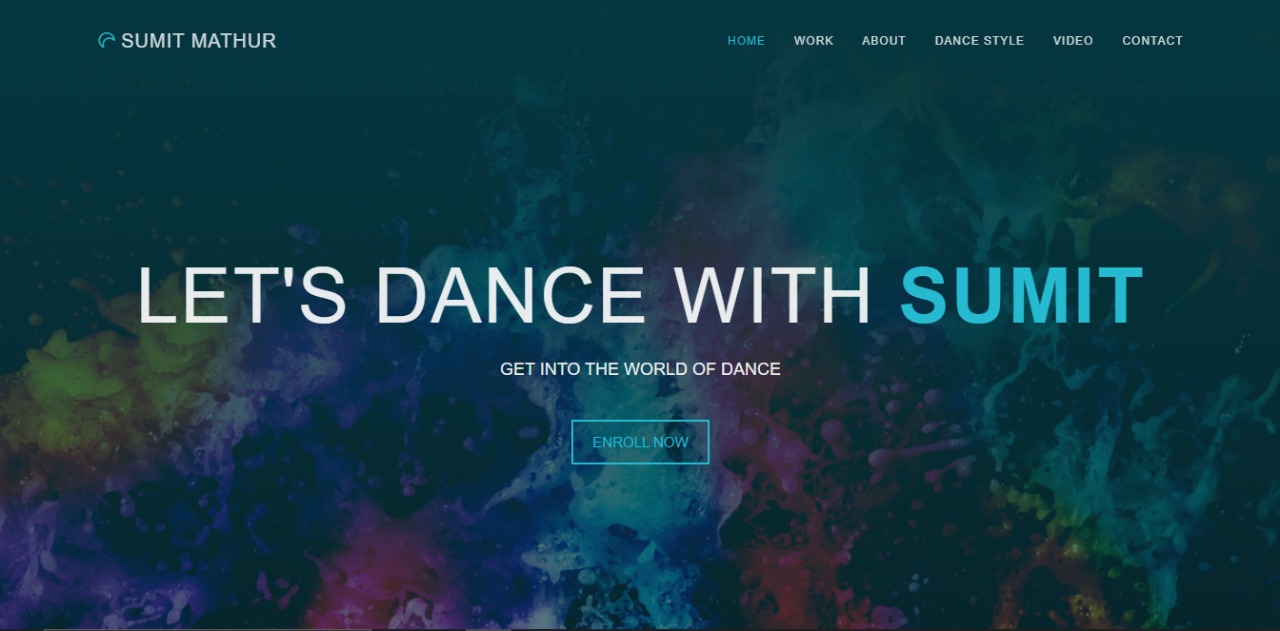 SUMIT MATHUR
HOME WORK ABOUT DANCE STYLE VIDEO CONTACT
LET'S DANCE WITH SUMIT
GET INTO THE WORLD OF DANCE
ENROLL NOW